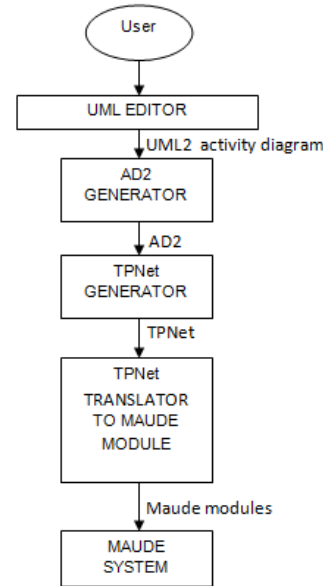 User
UML EDITOR
UML2 activity diagram
AD2
GENERATOR
AD2
TPNet
GENERATOR
TPNet
TPNet
TRANSLATOR
TO MAUDE
MODULE
Maude modules
MAUDE
SYSTEM